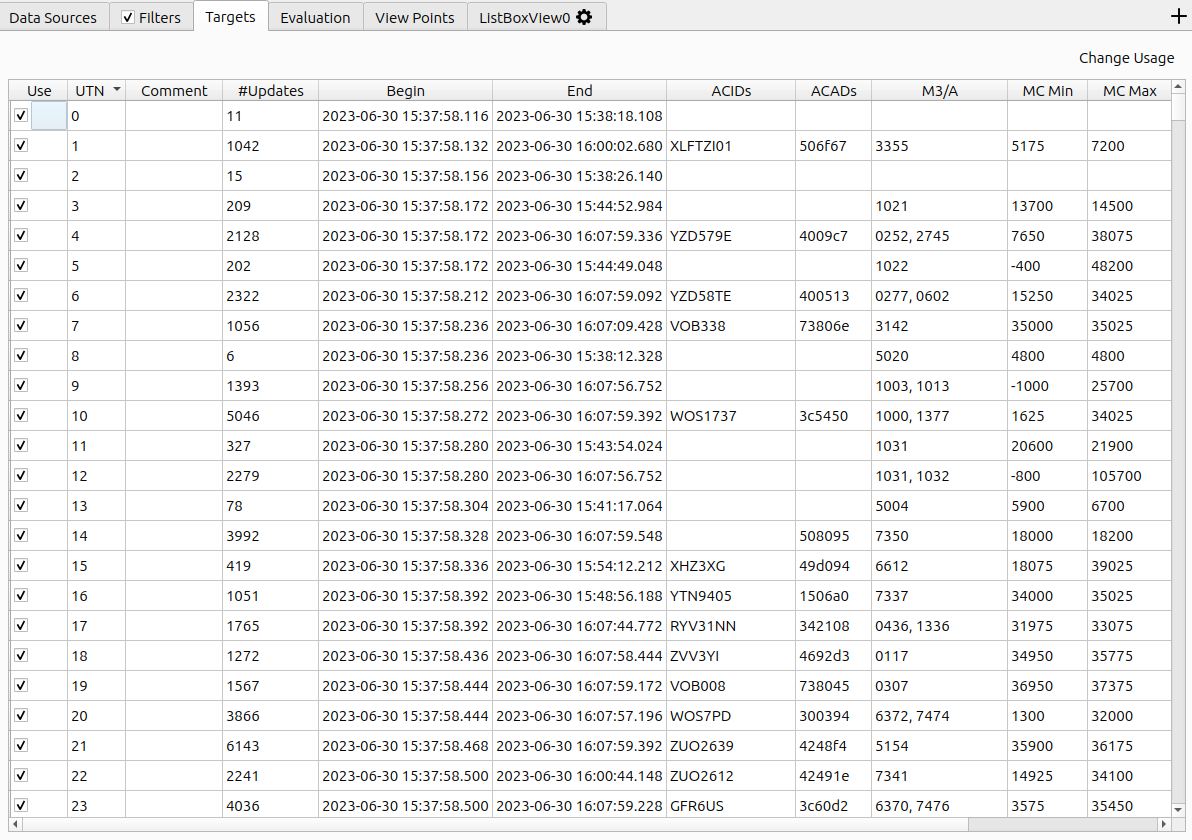 Data Sources Filters Targets Evaluation View Points ListBoxView0
Change Usage
Use UTN Comment #Updates Begin End ACIDs ACADs M3/A MC Min MC Max
0 11 2023-06-30 15:37:58.116 2023-06-30 15:38:18.108
1 1042 2023-06-30 15:37:58.132 2023-06-30 16:00:02.680 XLFTZI01 506f67 3355 5175 7200
2 15 2023-06-30 15:37:58.156 2023-06-30 15:38:26.140
3 209 2023-06-30 15:37:58.172 2023-06-30 15:44:52.984 1021 13700 14500
4 2128 2023-06-30 15:37:58.172 2023-06-30 16:07:59.336 YZD579E 4009c7 0252, 2745 7650 38075
5 202 2023-06-30 15:37:58.172 2023-06-30 15:44:49.048 1022 -400 48200
6 2322 2023-06-30 15:37:58.212 2023-06-30 16:07:59.092 YZD58TE 400513 0277, 0602 15250 34025
7 1056 2023-06-30 15:37:58.236 2023-06-30 16:07:09.428 VOB338 73806e 3142 35000 35025
8 6 2023-06-30 15:37:58.236 2023-06-30 15:38:12.328 5020 4800 4800
9 1393 2023-06-30 15:37:58.256 2023-06-30 16:07:56.752 1003, 1013 -1000 25700
10 5046 2023-06-30 15:37:58.272 2023-06-30 16:07:59.392 WOS1737 3c5450 1000, 1377 1625 34025
11 327 2023-06-30 15:37:58.280 2023-06-30 15:43:54.024 1031 20600 21900
12 2279 2023-06-30 15:37:58.280 2023-06-30 16:07:56.752 1031, 1032 -800 105700
13 78 2023-06-30 15:37:58.304 2023-06-30 15:41:17.064 5004 5900 6700
14 3992 2023-06-30 15:37:58.328 2023-06-30 16:07:59.548 508095 7350 18000 18200
15 419 2023-06-30 15:37:58.336 2023-06-30 15:54:12.212 XHZ3XG 49d094 6612 18075 39025
16 1051 2023-06-30 15:37:58.392 2023-06-30 15:48:56.188 YTN9405 1506a0 7337 34000 35025
17 1765 2023-06-30 15:37:58.392 2023-06-30 16:07:44.772 RYV31NN 342108 0436, 1336 31975 33075
18 1272 2023-06-30 15:37:58.436 2023-06-30 16:07:58.444 ZVV3YI 4692d3 0117 34950 35775
19 1567 2023-06-30 15:37:58.444 2023-06-30 16:07:59.172 VOB008 738045 0307 36950 37375
20 3866 2023-06-30 15:37:58.444 2023-06-30 16:07:57.196 WOS7PD 300394 6372, 7474 1300 32000
21 6143 2023-06-30 15:37:58.468 2023-06-30 16:07:59.392 ZUO2639 4248f4 5154 35900 36175
22 2241 2023-06-30 15:37:58.500 2023-06-30 16:00:44.148 ZUO2612 42491e 7341 14925 34100
23 4036 2023-06-30 15:37:58.500 2023-06-30 16:07:59.228 GFR6US 3c60d2 6370, 7476 3575 35450